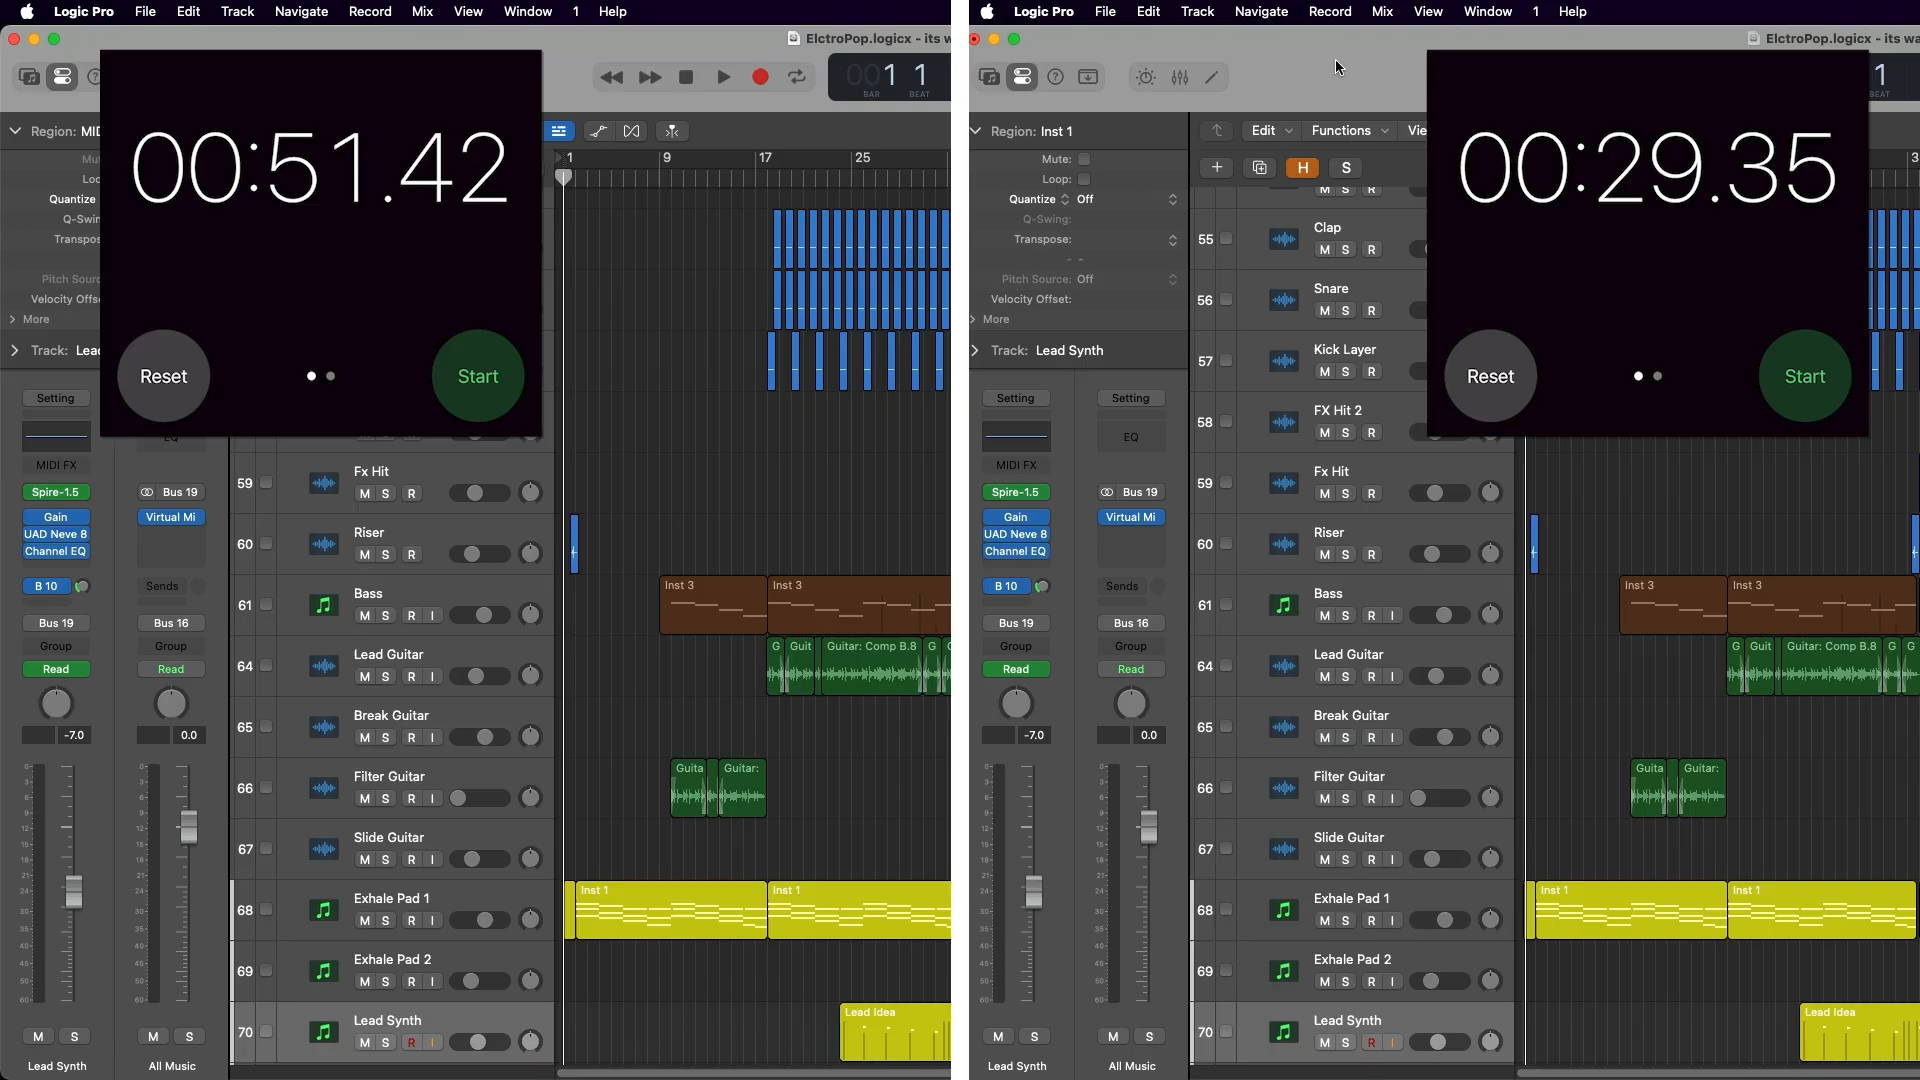 Logic Pro File Edit Track Navigate Record Mix View Window 1 Help
ElctroPop.logicx - its w
001 1
BAR BEAT
Region: MI
Mu
Loc
Quantize
Q-Swing
Transpos
Pitch Source
Velocity Offs
More
Track: Lead
00:51.42
Reset
Start
1 9 17 25
Setting
EQ
MIDI FX
Spire-1.5
Bus 19
Gain
Virtual Mi
UAD Neve 8
Channel EQ
B 10
Sends
Bus 19
Bus 16
Group
Group
Read
Read
-7.0
0.0
M S
M S
Lead Synth
All Music
59 Fx Hit
M S R
60 Riser
M S R
61 Bass
M S R I
Inst 3
Inst 3
64 Lead Guitar
M S R I
G Guit Guitar: Comp B.8 G
65 Break Guitar
M S R I
66 Filter Guitar
M S R I
Guita Guitar:
67 Slide Guitar
M S R I
68 Exhale Pad 1
M S R I
Inst 1
Inst 1
69 Exhale Pad 2
M S R I
70 Lead Synth
M S R I
Lead Idea
Logic Pro File Edit Track Navigate Record Mix View Window 1 Help
ElctroPop.logicx - its wa
1
BEAT
Region: Inst 1
Mute:
Loop:
Quantize Off
Q-Swing:
Transpose:
Pitch Source: Off
Velocity Offset:
More
Track: Lead Synth
Edit Functions Vie
H S
00:29.35
Reset
Start
Setting
Setting
EQ
MIDI FX
Spire-1.5
Bus 19
Gain
Virtual Mi
UAD Neve 8
Channel EQ
B 10
Sends
Bus 19
Bus 16
Group
Group
Read
Read
-7.0
0.0
M S
M S
Lead Synth
All Music
M S R
55 Clap
M S R
56 Snare
M S R
57 Kick Layer
M S R
58 FX Hit 2
M S R
59 Fx Hit
M S R
60 Riser
M S R
61 Bass
M S R I
Inst 3
Inst 3
64 Lead Guitar
M S R I
G Guit Guitar: Comp B.8 G G
65 Break Guitar
M S R I
66 Filter Guitar
M S R I
Guita Guitar:
67 Slide Guitar
M S R I
68 Exhale Pad 1
M S R I
Inst 1
Inst 1
69 Exhale Pad 2
M S R I
70 Lead Synth
M S R I
Lead Idea